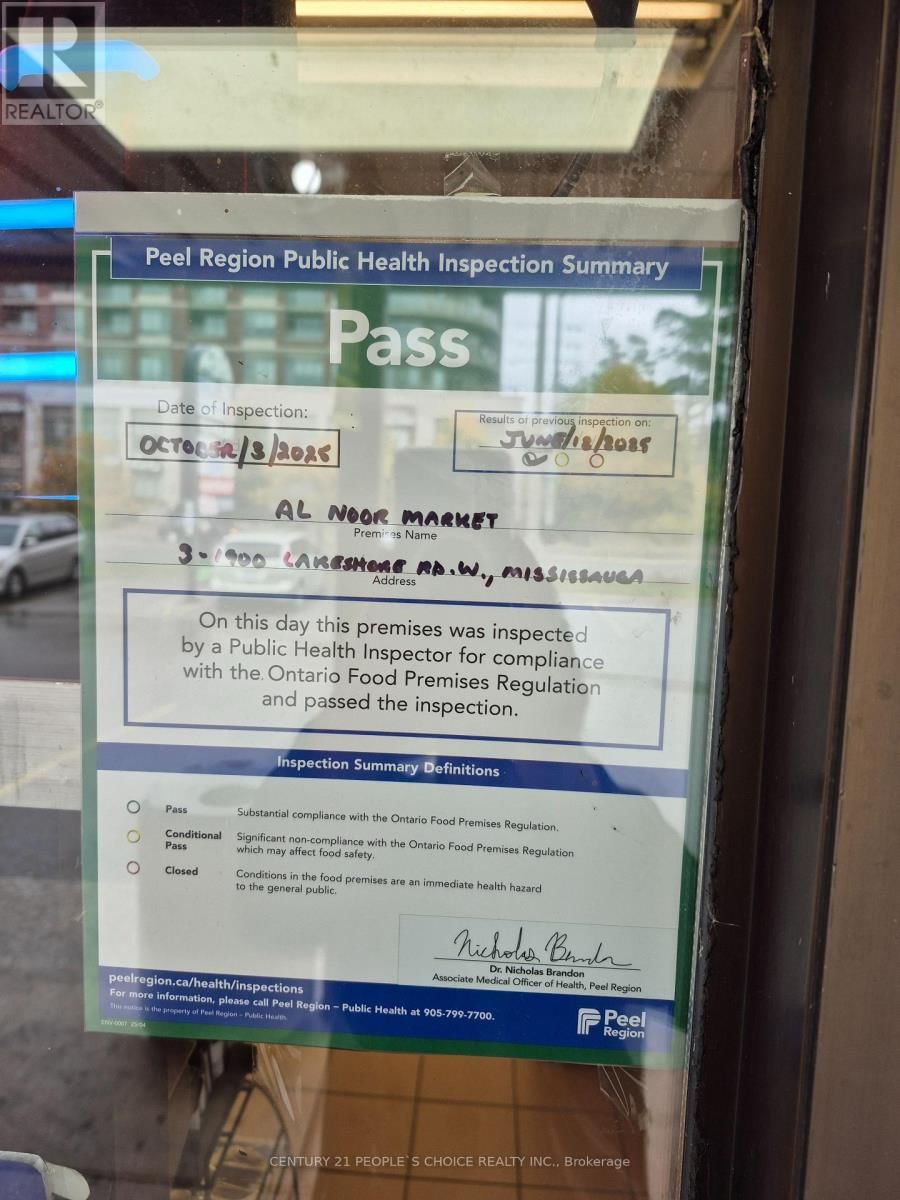 REALTOR®
Peel Region Public Health Inspection Summary
Pass
Date of Inspection:
OCTOBER/3/2025
Results of previous inspection on:
JUNE/12/2025
AL NOOR MARKET
Premises Name
3-1900 LAKESHORE RD.W., MISSISSAUGA
Address
On this day this premises was inspected
by a Public Health Inspector for compliance
with the Ontario Food Premises Regulation
and passed the inspection.
Inspection Summary Definitions
Pass Substantial compliance with the Ontario Food Premises Regulation.
Conditional Pass Significant non-compliance with the Ontario Food Premises Regulation
which may affect food safety.
Closed Conditions in the food premises are an immediate health hazard
to the general public.
Nicholas Brandon
Dr. Nicholas Brandon
Associate Medical Officer of Health, Peel Region
peelregion.ca/health/inspections
For more information, please call Peel Region – Public Health at 905-799-7700.
This notice is the property of Peel Region – Public Health.
ENV-0007 25/04
Peel
Region
CENTURY 21 PEOPLE`S CHOICE REALTY INC., Brokerage